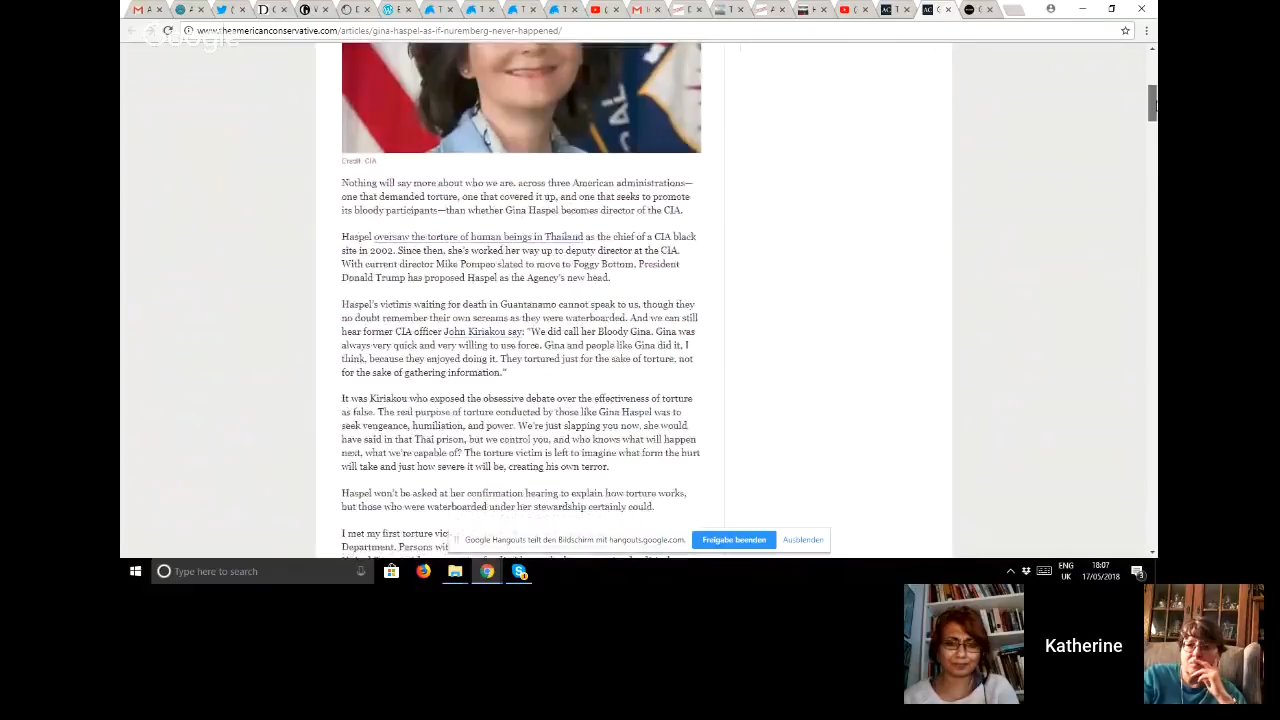 www.theamericanconservative.com/articles/gina-haspel-as-if-nuremberg-never-happened/
Google
Credit: CIA
Nothing will say more about who we are, across three American administrations—
one that demanded torture, one that covered it up, and one that seeks to promote
its bloody participants—than whether Gina Haspel becomes director of the CIA.
Haspel oversaw the torture of human beings in Thailand as the chief of a CIA black
site in 2002. Since then, she's worked her way up to deputy director at the CIA.
With current director Mike Pompeo slated to move to Foggy Bottom, President
Donald Trump has proposed Haspel as the Agency's new head.
Haspel's victims waiting for death in Guantanamo cannot speak to us, though they
no doubt remember their own screams as they were waterboarded. And we can still
hear former CIA officer John Kiriakou say: "We did call her Bloody Gina. Gina was
always very quick and very willing to use force. Gina and people like Gina did it, I
think, because they enjoyed doing it. They tortured just for the sake of torture, not
for the sake of gathering information."
It was Kiriakou who exposed the obsessive debate over the effectiveness of torture
as false. The real purpose of torture conducted by those like Gina Haspel was to
seek vengeance, humiliation, and power. We're just slapping you now, she would
have said in that Thai prison, but we control you, and who knows what will happen
next, what we're capable of? The torture victim is left to imagine what form the hurt
will take and just how severe it will be, creating his own terror.
Haspel won't be asked at her confirmation hearing to explain how torture works,
but those who were waterboarded under her stewardship certainly could.
I met my first torture
Department. Persons
Google Hangouts teilt den Bildschirm mit hangouts.google.com.
Freigabe beenden
Ausblenden
Type here to search
ENG
UK
18:07
17/05/2018
3
Katherine